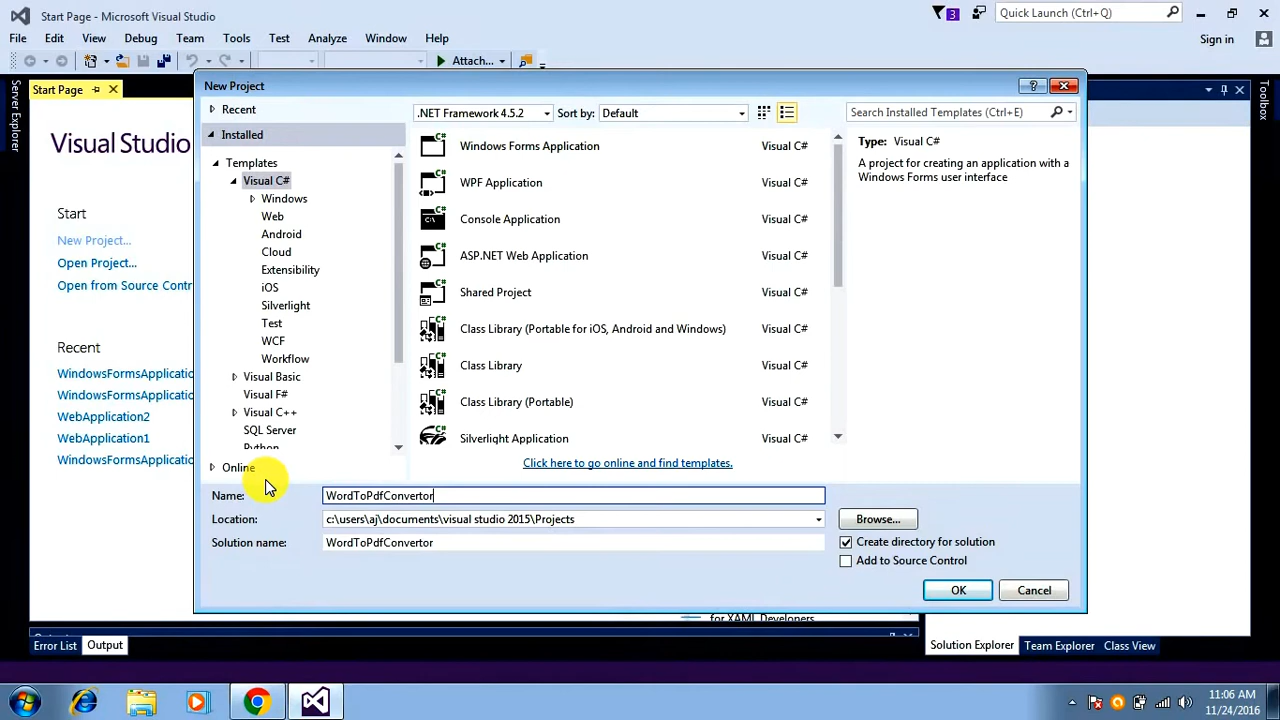 Start Page - Microsoft Visual Studio
3
Quick Launch (Ctrl+Q)
File Edit View Debug Team Tools Test Analyze Window Help
Sign in
Attach...
Server Explorer
Start Page
Toolbox
Visual Studio
Start
New Project...
Open Project...
Open from Source Contr
Recent
WindowsFormsApplicatio
WindowsFormsApplicatio
WebApplication2
WebApplication1
WindowsFormsApplicatio
New Project
?
Recent
.NET Framework 4.5.2
Sort by:
Default
Search Installed Templates (Ctrl+E)
Installed
Templates
Visual C#
Windows
Web
Android
Cloud
Extensibility
iOS
Silverlight
Test
WCF
Workflow
Visual Basic
Visual F#
Visual C++
SQL Server
Python
Online
Windows Forms Application Visual C#
WPF Application Visual C#
Console Application Visual C#
ASP.NET Web Application Visual C#
Shared Project Visual C#
Class Library (Portable for iOS, Android and Windows) Visual C#
Class Library Visual C#
Class Library (Portable) Visual C#
Silverlight Application Visual C#
Click here to go online and find templates.
Type: Visual C#
A project for creating an application with a
Windows Forms user interface
Name: WordToPdfConvertor
Location: c:\users\aj\documents\visual studio 2015\Projects
Browse...
Solution name: WordToPdfConvertor
Create directory for solution
Add to Source Control
OK
Cancel
for XAML Developers
Output
Error List
Output
Solution Explorer
Team Explorer
Class View
11:06 AM
11/24/2016